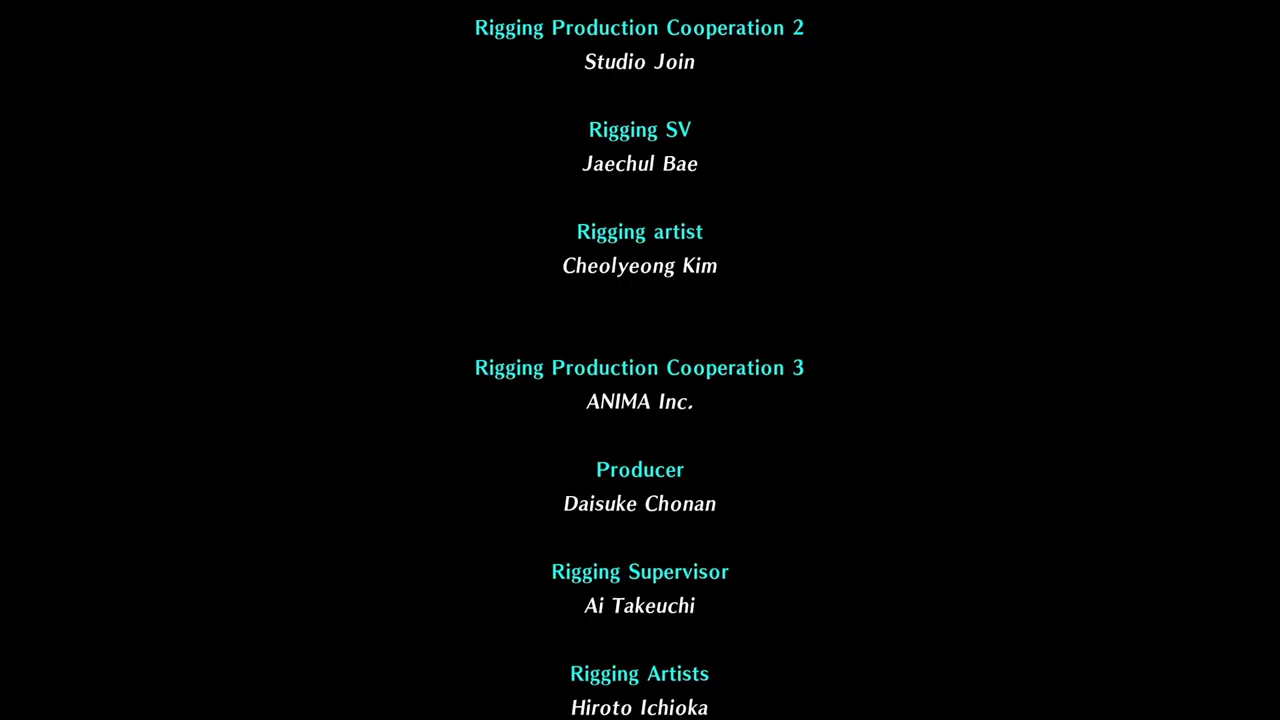 Rigging Production Cooperation 2
Studio Join
Rigging SV
Jaechul Bae
Rigging artist
Cheolyeong Kim
Rigging Production Cooperation 3
ANIMA Inc.
Producer
Daisuke Chonan
Rigging Supervisor
Ai Takeuchi
Rigging Artists
Hiroto Ichioka